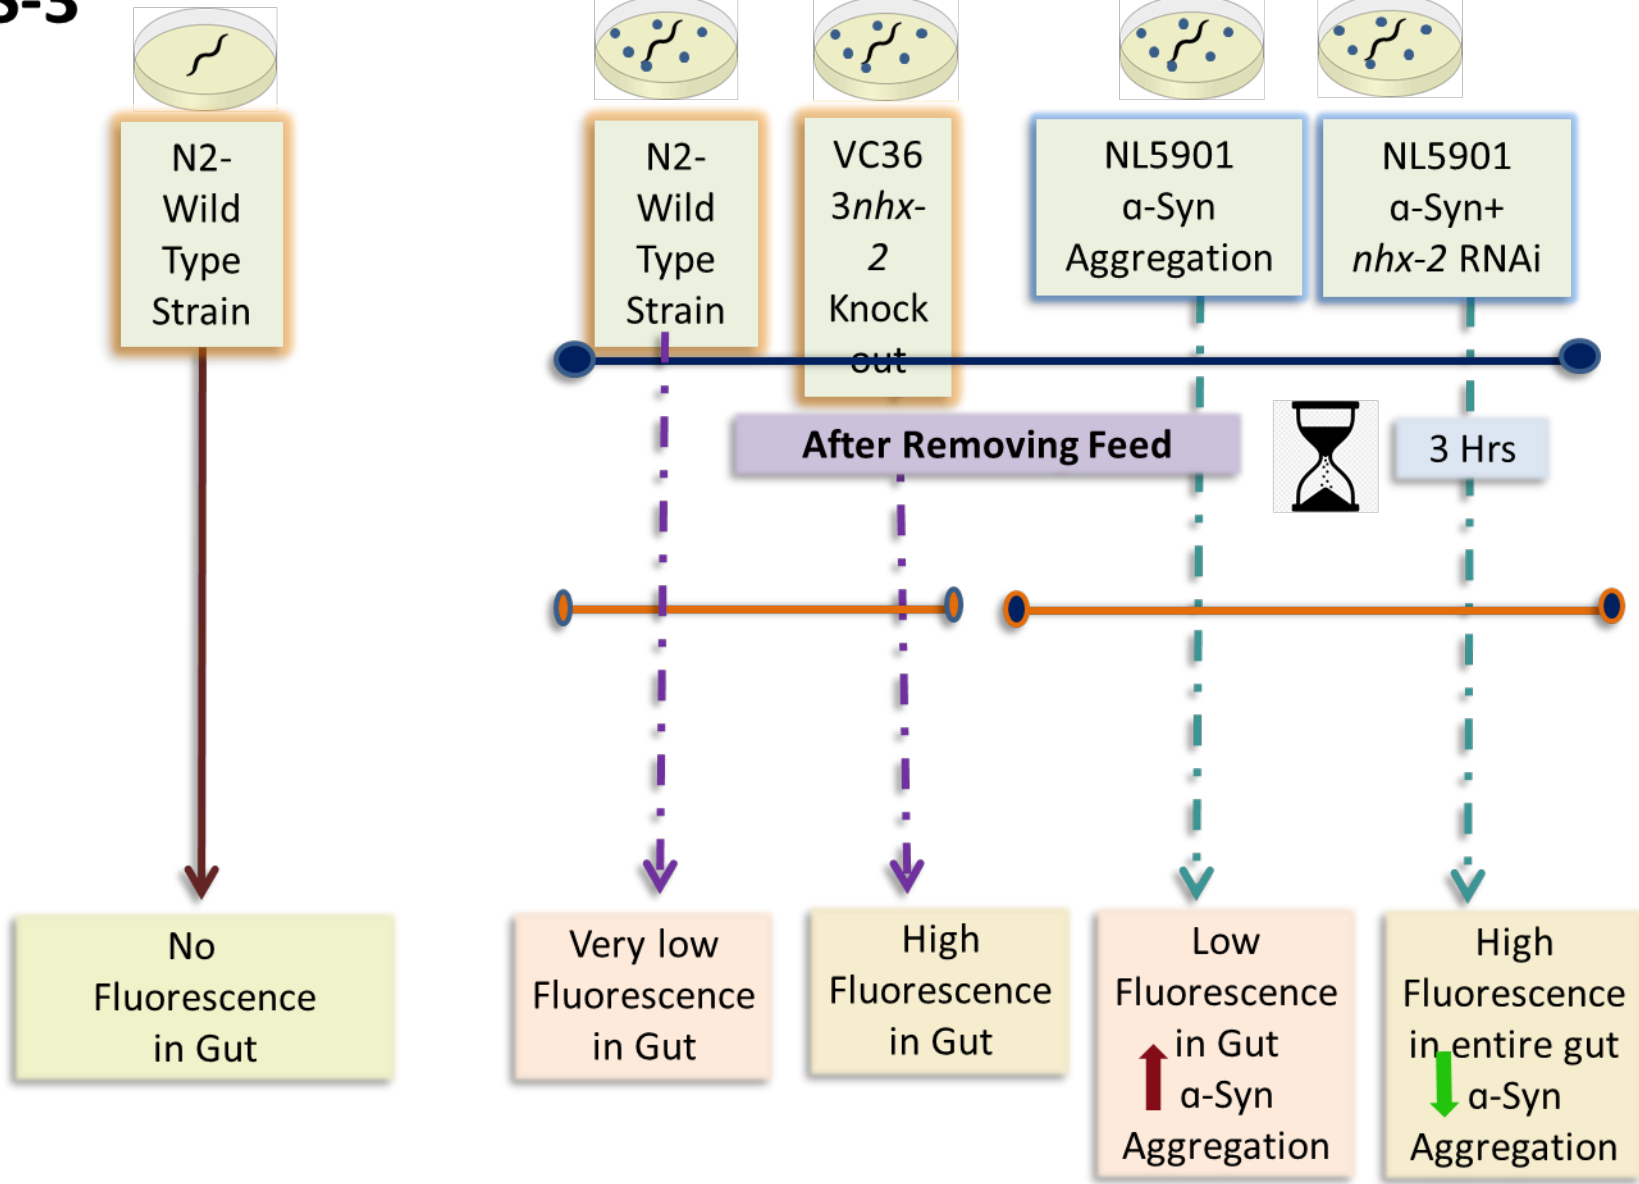 N2-
Wild
Type
Strain
N2-
Wild
Type
Strain
VC36
3nhx-
2
Knock
out
NL5901
α-Syn
Aggregation
NL5901
α-Syn+
nhx-2 RNAi
After Removing Feed
3 Hrs
No
Fluorescence
in Gut
Very low
Fluorescence
in Gut
High
Fluorescence
in Gut
Low
Fluorescence
in Gut
α-Syn
Aggregation
High
Fluorescence
in entire gut
α-Syn
Aggregation